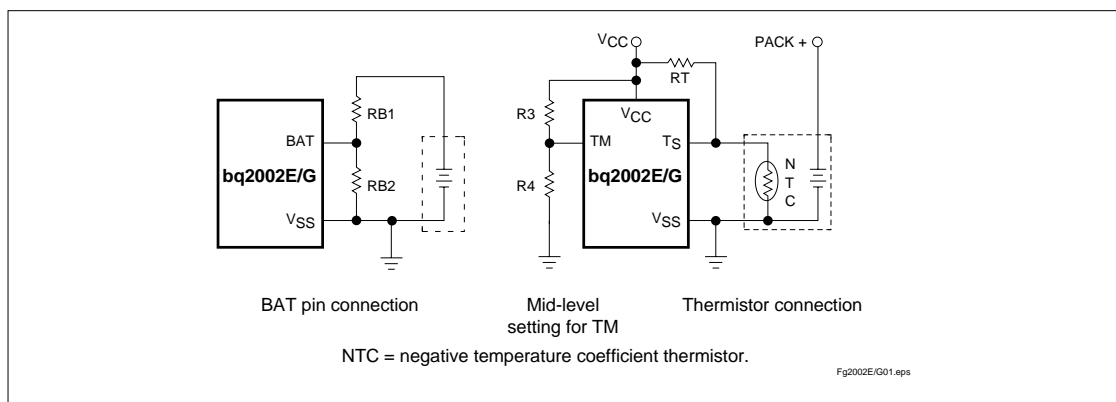 VCC
PACK +
RT
RB1
R3
VCC
BAT
TM
TS
bq2002E/G
bq2002E/G
N
T
C
RB2
R4
VSS
VSS
BAT pin connection
Mid-level
setting for TM
Thermistor connection
NTC = negative temperature coefficient thermistor.
Fg2002E/G01.eps